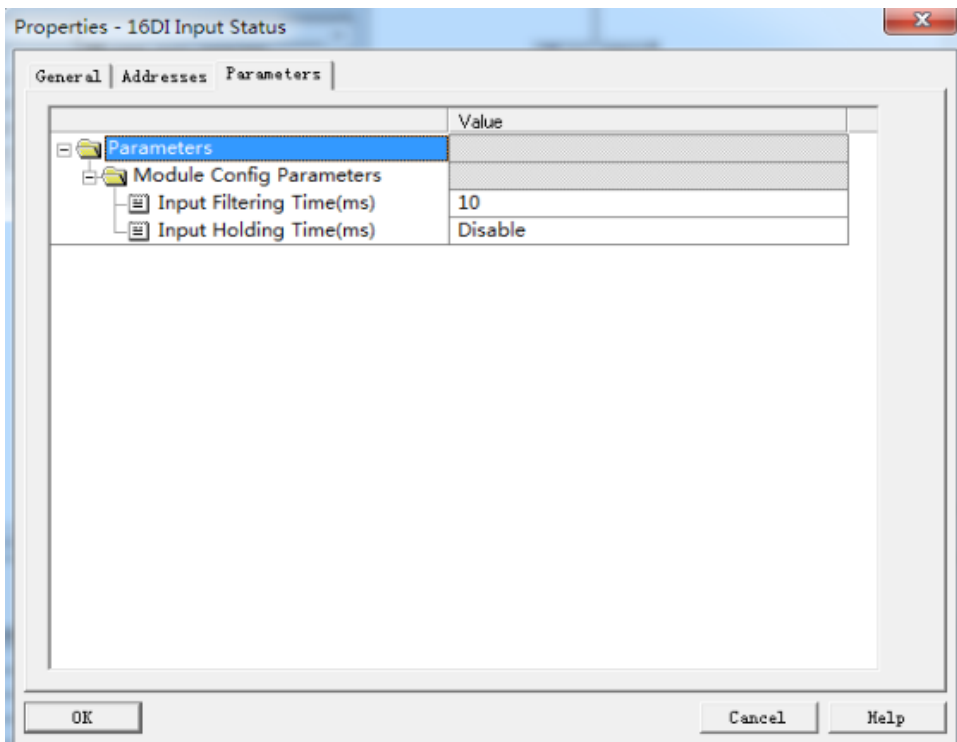 Properties - 16DI Input Status
General Addresses Parameters
Value
Parameters
Module Config Parameters
Input Filtering Time(ms) 10
Input Holding Time(ms) Disable
OK Cancel Help